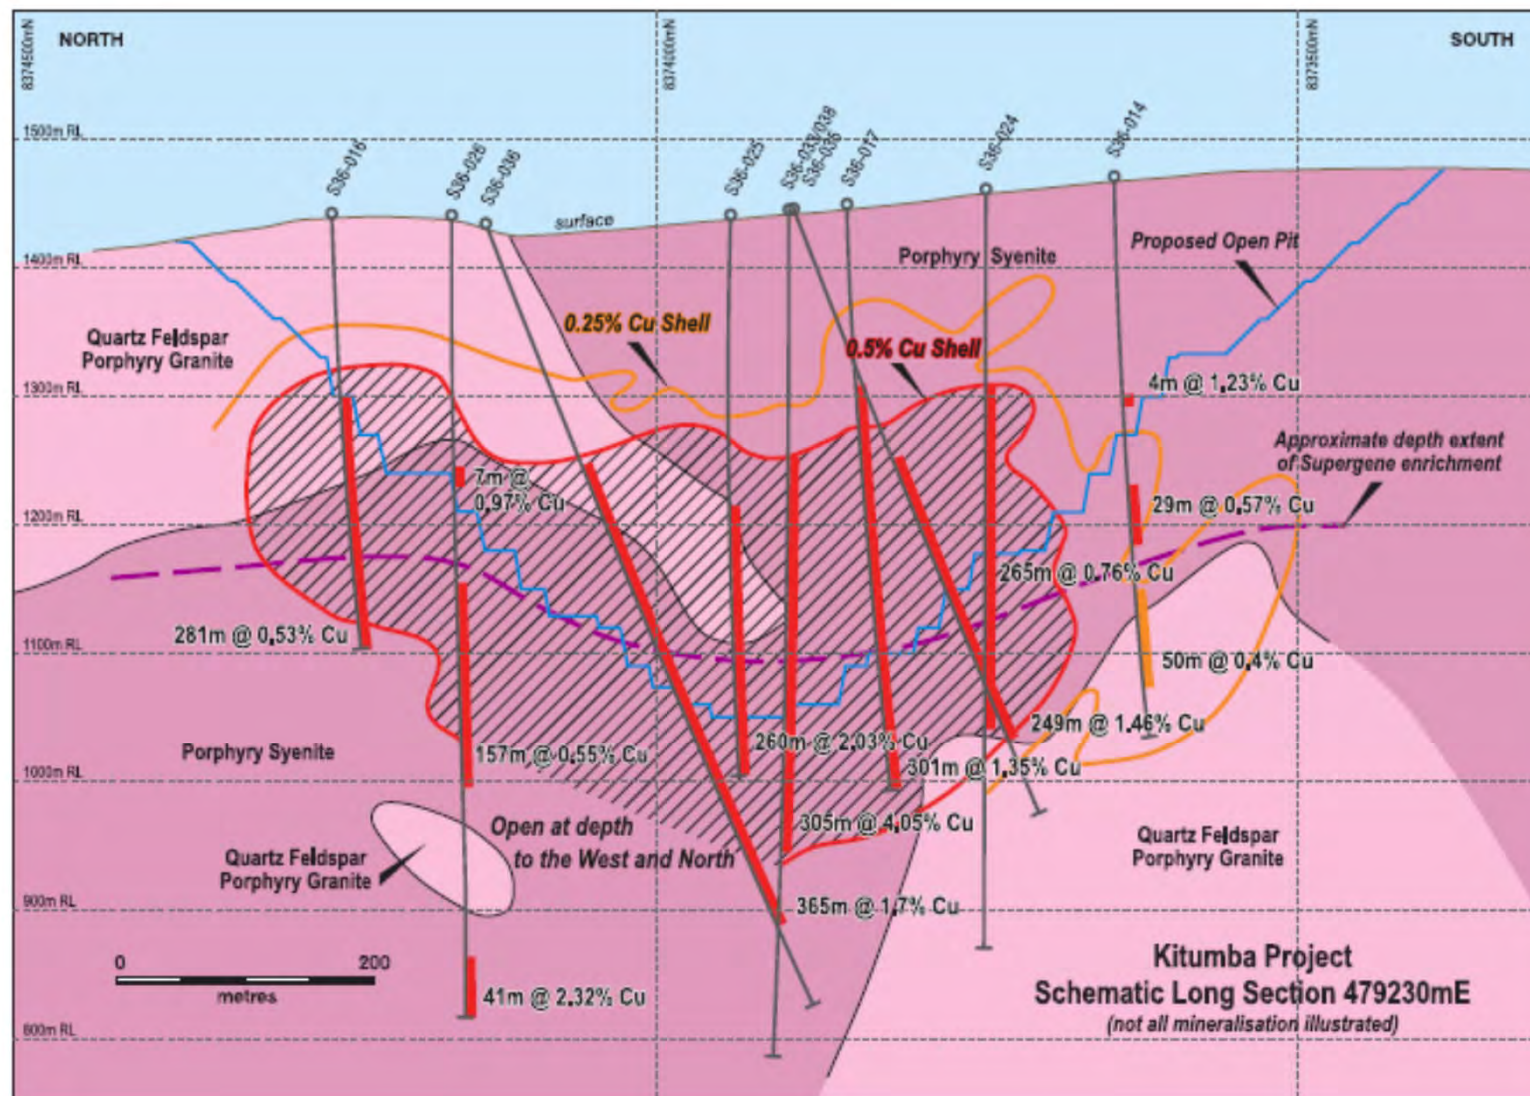 NORTH
SOUTH
8374500mN
8374000mN
8373500mN
1500m RL
1400m RL
1300m RL
1200m RL
1100m RL
1000m RL
900m RL
800m RL
S36-016
S36-026
S36-036
S36-025
S36-033/038
S36-035
S36-017
S36-024
S36-014
surface
Porphyry Syenite
Proposed Open Pit
Quartz Feldspar
Porphyry Granite
0.25% Cu Shell
0.5% Cu Shell
4m @ 1.23% Cu
Approximate depth extent
of Supergene enrichment
7m @
0.97% Cu
29m @ 0.57% Cu
265m @ 0.76% Cu
281m @ 0.53% Cu
50m @ 0.4% Cu
249m @ 1.46% Cu
Porphyry Syenite
157m @ 0.55% Cu
260m @ 2.03% Cu
301m @ 1.35% Cu
Open at depth
to the West and North
305m @ 4.05% Cu
Quartz Feldspar
Porphyry Granite
Quartz Feldspar
Porphyry Granite
365m @ 1.7% Cu
0 200
metres
41m @ 2.32% Cu
Kitumba Project
Schematic Long Section 479230mE
(not all mineralisation illustrated)